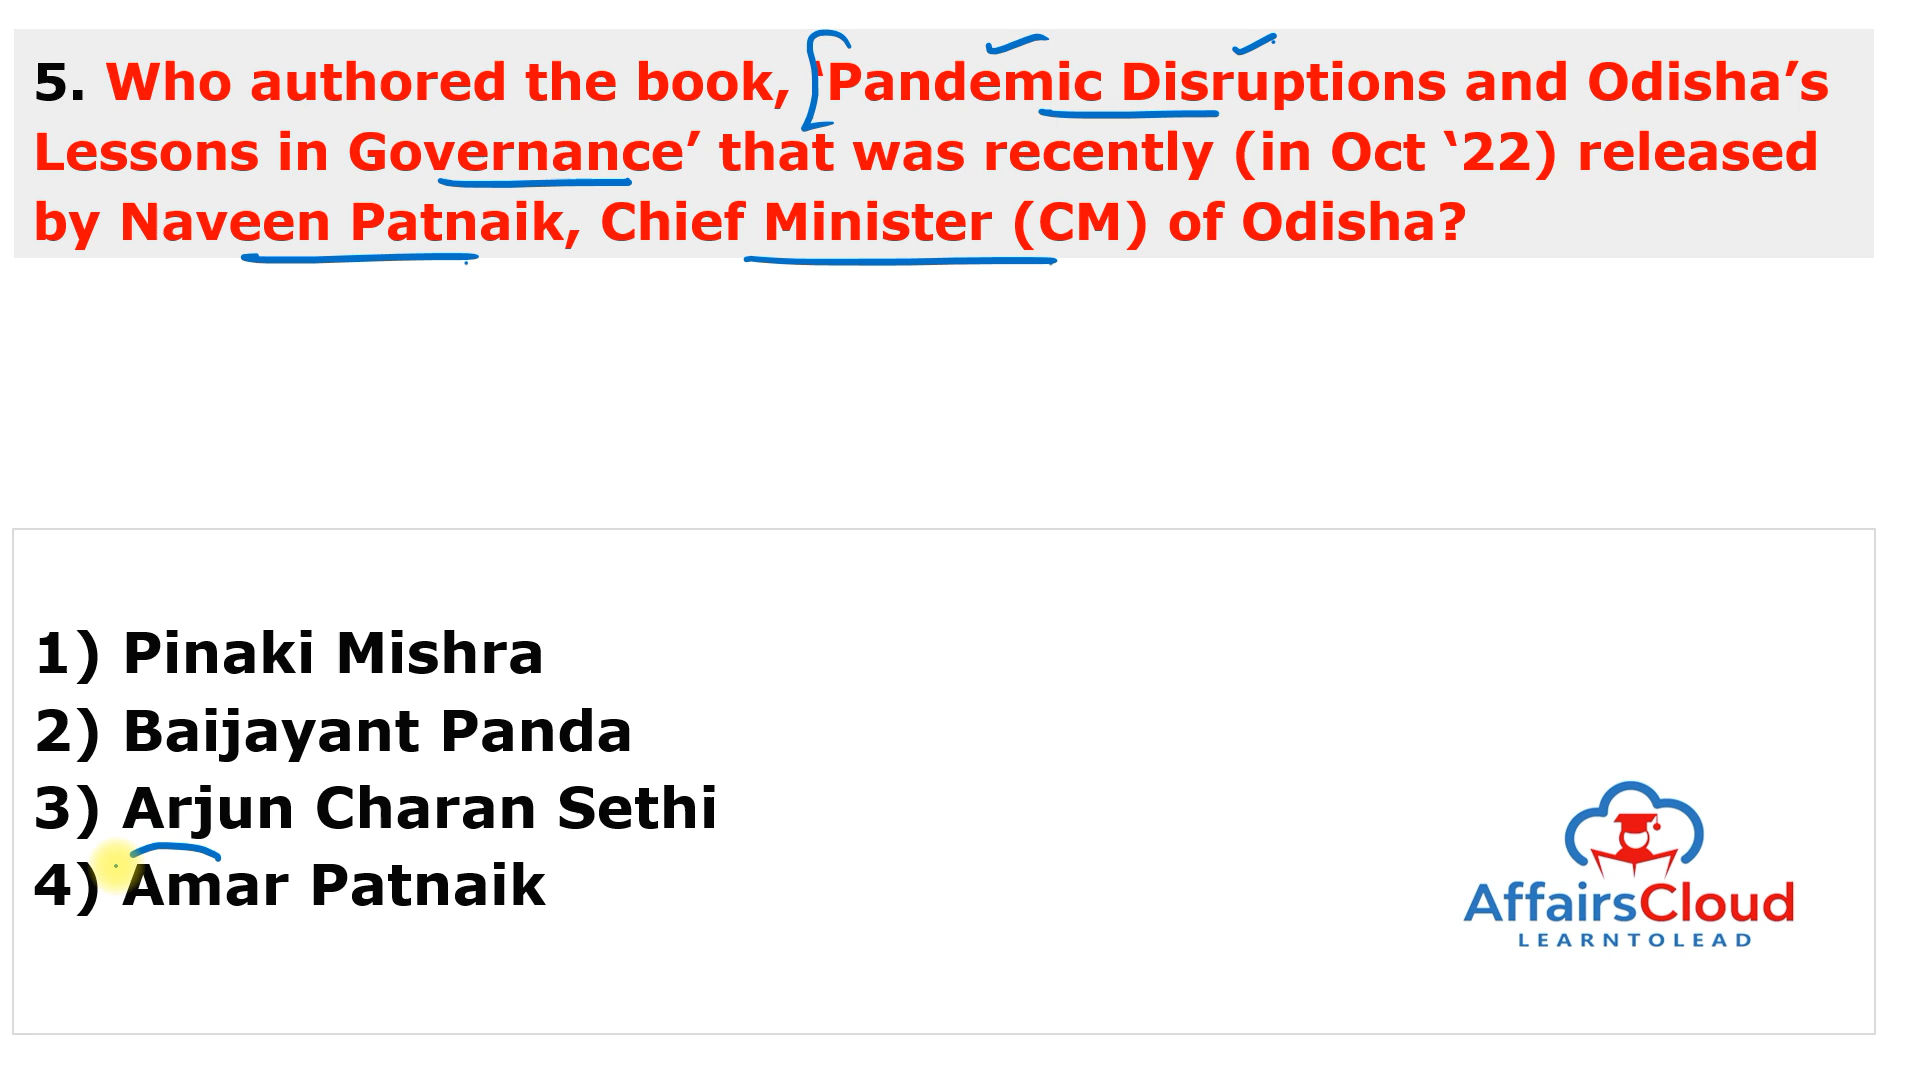 5. Who authored the book, ‘Pandemic Disruptions and Odisha’s
Lessons in Governance’ that was recently (in Oct ‘22) released
by Naveen Patnaik, Chief Minister (CM) of Odisha?
1) Pinaki Mishra
2) Baijayant Panda
3) Arjun Charan Sethi
4) Amar Patnaik
AffairsCloud
LEARNTOLEAD